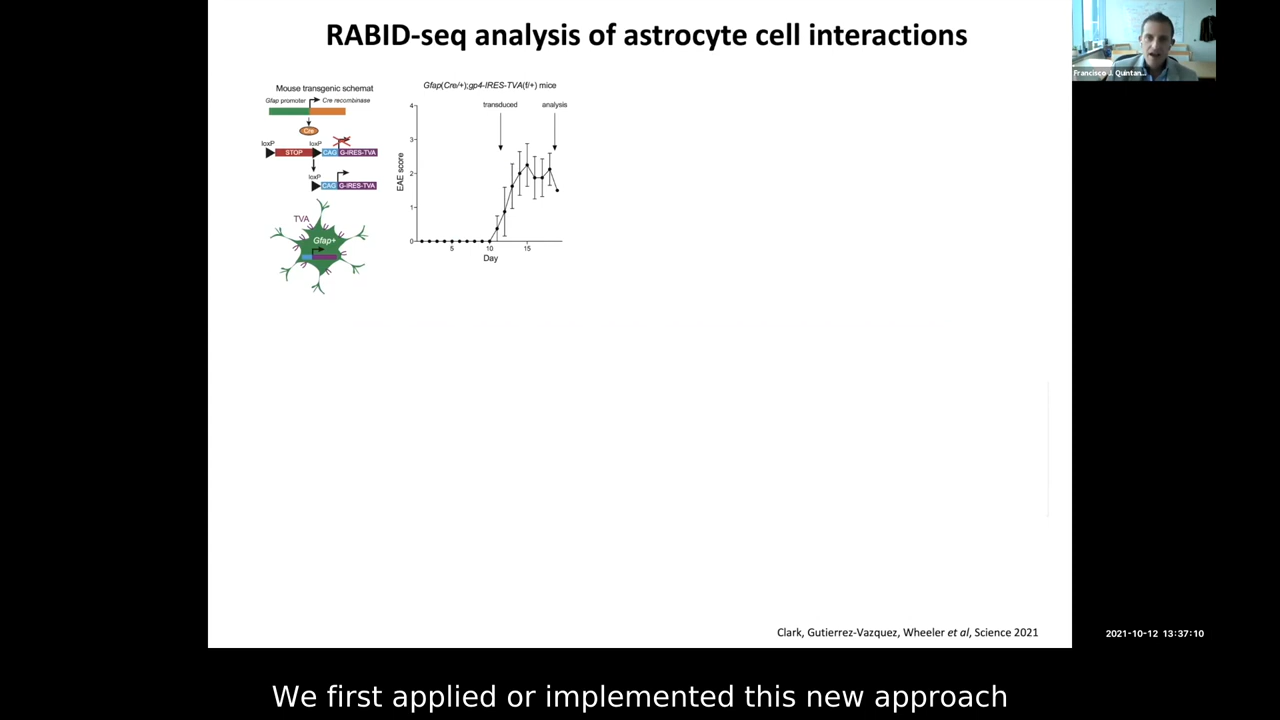 RABID-seq analysis of astrocyte cell interactions
Francisco J. Quintan...
Mouse transgenic schemat
Gfap promoter
Cre recombinase
Cre
loxP
loxP
STOP
CAG
G-IRES-TVA
loxP
CAG
G-IRES-TVA
TVA
Gfap+
Gfap(Cre/+);gp4-IRES-TVA(f/+) mice
transduced
analysis
EAE score
4
3
2
1
0
5
10
15
Day
Clark, Gutierrez-Vazquez, Wheeler et al, Science 2021
2021-10-12 13:37:10
We first applied or implemented this new approach